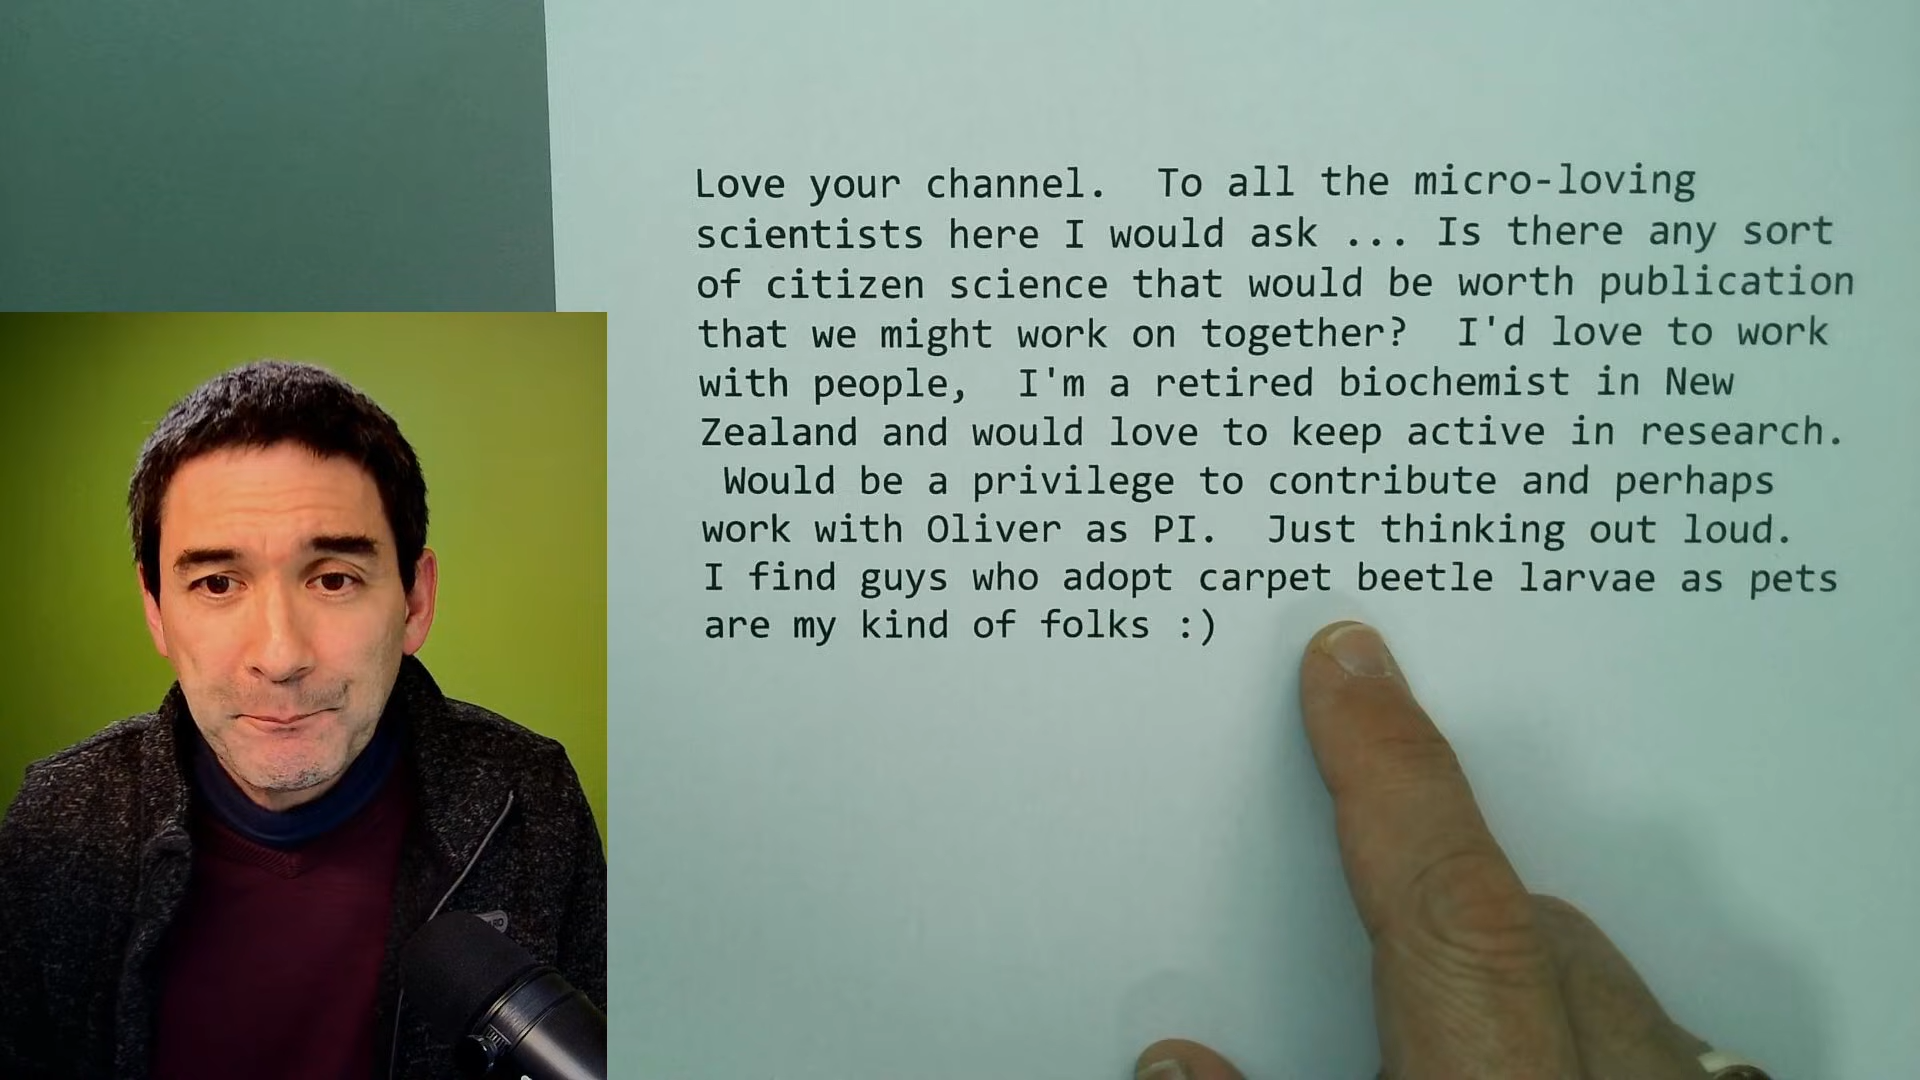 Love your channel.  To all the micro-loving
scientists here I would ask ... Is there any sort
of citizen science that would be worth publication
that we might work on together?  I'd love to work
with people,  I'm a retired biochemist in New
Zealand and would love to keep active in research.
Would be a privilege to contribute and perhaps
work with Oliver as PI.  Just thinking out loud.
I find guys who adopt carpet beetle larvae as pets
are my kind of folks :)